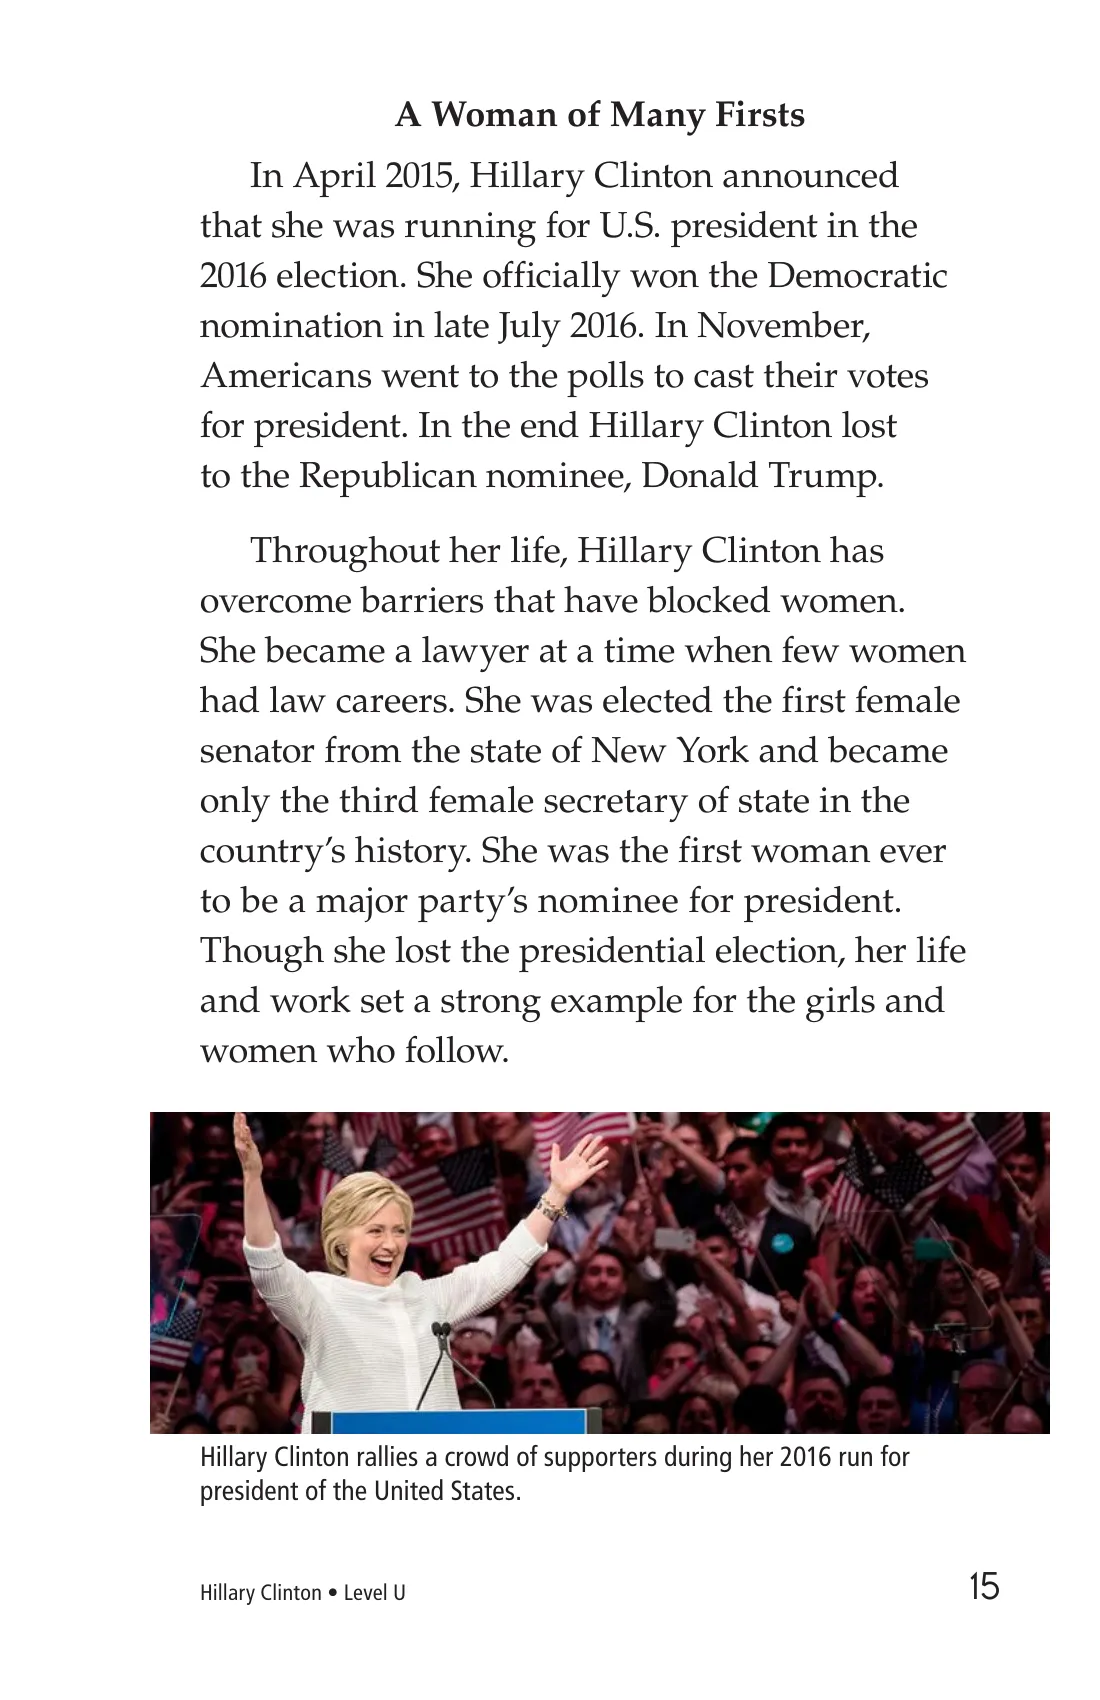 A Woman of Many Firsts
In April 2015, Hillary Clinton announced
that she was running for U.S. president in the
2016 election. She officially won the Democratic
nomination in late July 2016. In November,
Americans went to the polls to cast their votes
for president. In the end Hillary Clinton lost
to the Republican nominee, Donald Trump.
Throughout her life, Hillary Clinton has
overcome barriers that have blocked women.
She became a lawyer at a time when few women
had law careers. She was elected the first female
senator from the state of New York and became
only the third female secretary of state in the
country’s history. She was the first woman ever
to be a major party’s nominee for president.
Though she lost the presidential election, her life
and work set a strong example for the girls and
women who follow.
Hillary Clinton rallies a crowd of supporters during her 2016 run for
president of the United States.
Hillary Clinton • Level U
15